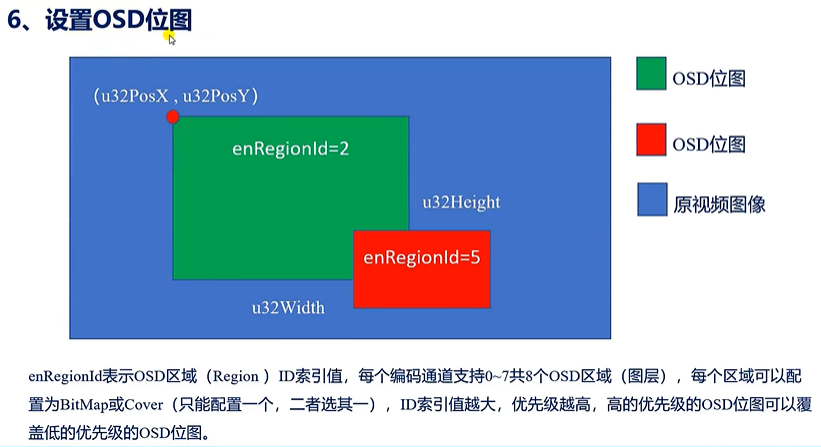 6、设置OSD位图
(u32PosX , u32PosY)
enRegionId=2
u32Height
enRegionId=5
u32Width
OSD位图
OSD位图
原视频图像
enRegionId表示OSD区域（Region ）ID索引值，每个编码通道支持0~7共8个OSD区域（图层），每个区域可以配
置为BitMap或Cover（只能配置一个，二者选其一），ID索引值越大，优先级越高，高的优先级的OSD位图可以覆
盖低的优先级的OSD位图。